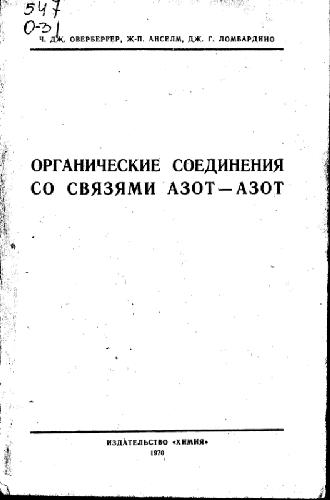 547
О-31
Ч. ДЖ. ОВЕРБЕРГЕР, Ж-П. АНСЕЛМ, ДЖ. Г. ЛОМБАРДИНО
ОРГАНИЧЕСКИЕ СОЕДИНЕНИЯ
СО СВЯЗЯМИ АЗОТ—АЗОТ
ИЗДАТЕЛЬСТВО «ХИМИЯ»
1970